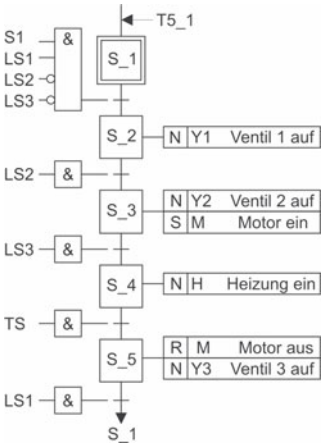 T5_1
S1
&
LS1
S_1
LS2
LS3
S_2 N Y1 Ventil 1 auf
LS2 &
S_3 N Y2 Ventil 2 auf
S M Motor ein
LS3 &
S_4 N H Heizung ein
TS &
S_5 R M Motor aus
N Y3 Ventil 3 auf
LS1 &
S_1